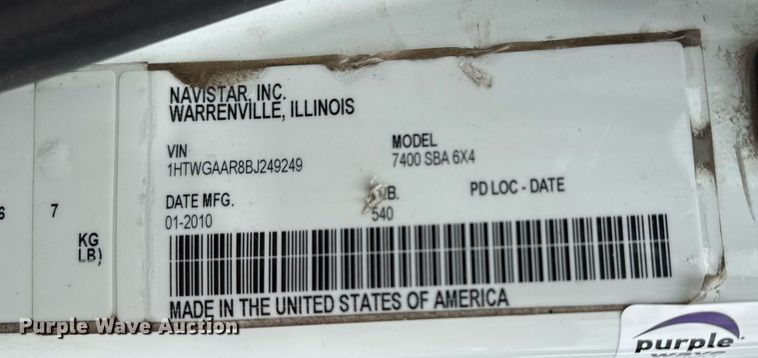 NAVISTAR, INC.
WARRENVILLE, ILLINOIS
VIN
1HTWGAAR8BJ249249
MODEL
7400 SBA 6X4
DATE MFG.
01-2010
B.
540
PD LOC - DATE
6
7
KG
LB)
MADE IN THE UNITED STATES OF AMERICA
Purple Wave Auction
purple
wave